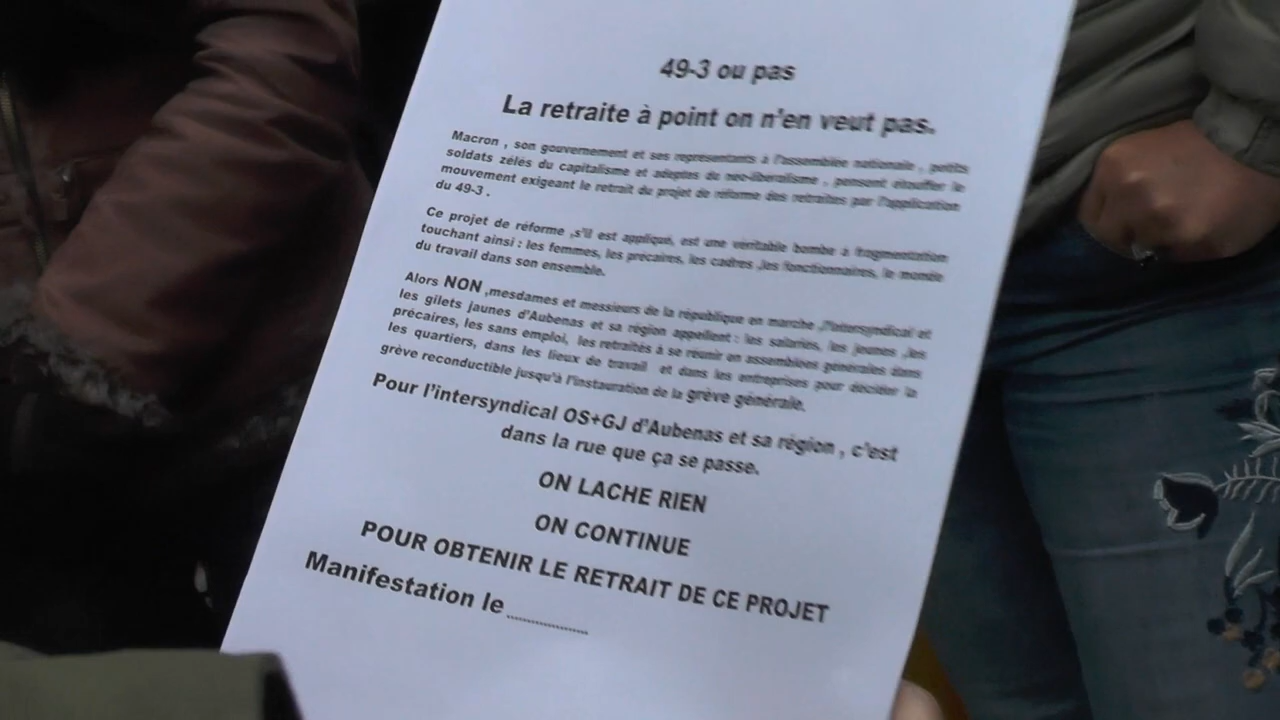 49-3 ou pas
La retraite à point on n'en veut pas.
Macron , son gouvernement et ses représentants à l'assemblée nationale , petits
soldats zélés du capitalisme et adeptes du neo-libéralisme , pensent étouffer le
mouvement exigeant le retrait du projet de réforme des retraites par l'application
du 49-3 .
Ce projet de réforme ,s'il est appliqué, est une véritable bombe à fragmentation
touchant ainsi : les femmes, les précaires, les cadres ,les fonctionnaires, le monde
du travail dans son ensemble.
Alors NON ,mesdames et messieurs de la république en marche ,l'intersyndical et
les gilets jaunes d'Aubenas et sa région appellent : les salariés, les jeunes ,les
précaires, les sans emploi, les retraités à se réunir en assemblées générales dans
les quartiers, dans les lieux de travail et dans les entreprises pour décider la
grève reconductible jusqu'à l'instauration de la grève générale.
Pour l'intersyndical OS+GJ d'Aubenas et sa région , c'est
dans la rue que ça se passe.
ON LACHE RIEN
ON CONTINUE
POUR OBTENIR LE RETRAIT DE CE PROJET
Manifestation le ....................